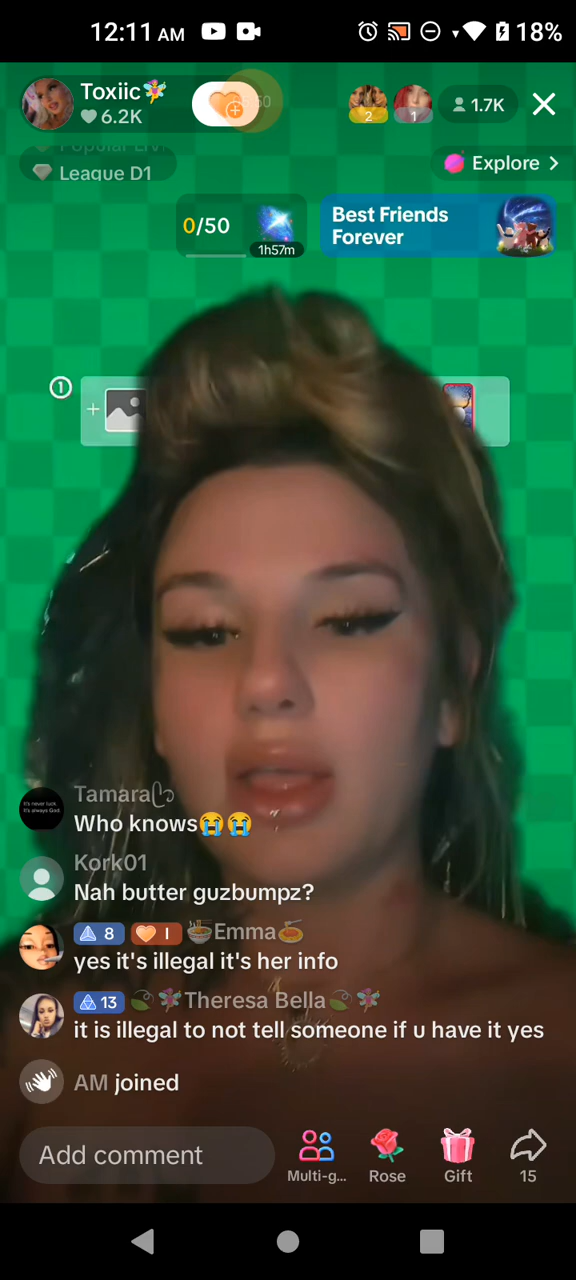 12:11 AM
18%
Toxiic🧚
6.2K
2
1
1.7K
League D1
Explore >
0/50
1h57m
Best Friends
Forever
1
Tamara
Who knows😭😭
Kork01
Nah butter guzbumpz?
8 I 🍜Emma🍝
yes it's illegal it's her info
13 🍃🧚Theresa Bella🍃🧚
it is illegal to not tell someone if u have it yes
AM joined
Add comment
Multi-g...
Rose
Gift
15